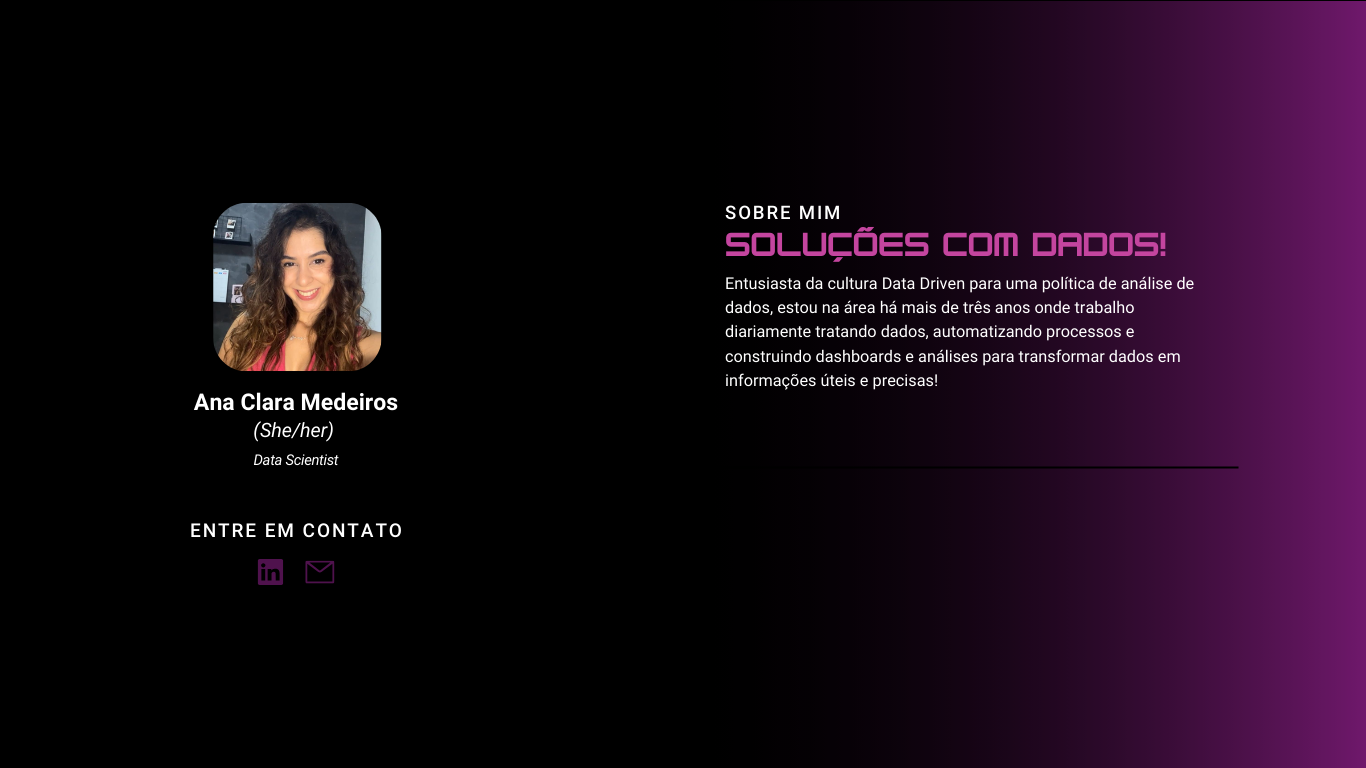 Ana Clara Medeiros
(She/her)
Data Scientist
ENTRE EM CONTATO
in
SOBRE MIM
SOLUÇÕES COM DADOS!
Entusiasta da cultura Data Driven para uma política de análise de
dados, estou na área há mais de três anos onde trabalho
diariamente tratando dados, automatizando processos e
construindo dashboards e análises para transformar dados em
informações úteis e precisas!